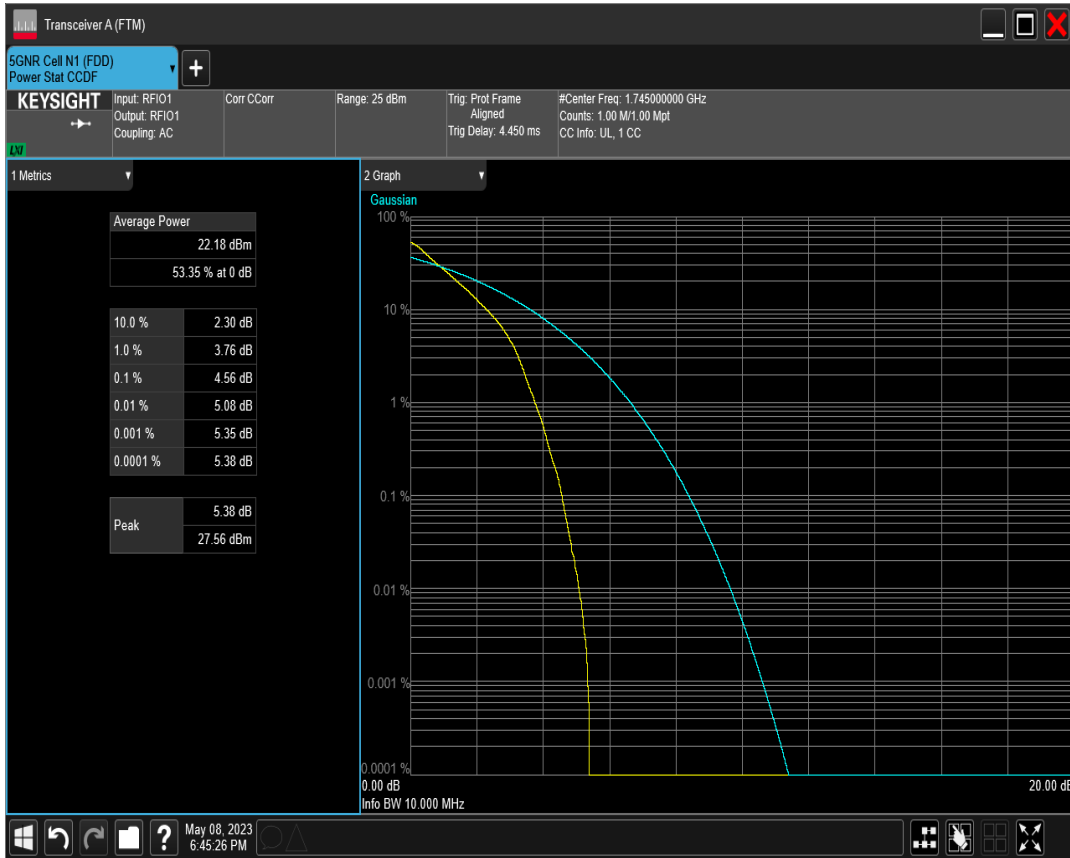 Transceiver A (FTM)
5GNR Cell N1 (FDD)
Power Stat CCDF
+
KEYSIGHT
LXI
Input: RFIO1
Output: RFIO1
Coupling: AC
Corr CCorr
Range: 25 dBm
Trig: Prot Frame
Aligned
Trig Delay: 4.450 ms
#Center Freq: 1.745000000 GHz
Counts: 1.00 M/1.00 Mpt
CC Info: UL, 1 CC
1 Metrics
Average Power
22.18 dBm
53.35 % at 0 dB
10.0 % 2.30 dB
1.0 % 3.76 dB
0.1 % 4.56 dB
0.01 % 5.08 dB
0.001 % 5.35 dB
0.0001 % 5.38 dB
Peak
5.38 dB
27.56 dBm
2 Graph
Gaussian
100 %
10 %
1 %
0.1 %
0.01 %
0.001 %
0.0001 %
0.00 dB 20.00 dB
Info BW 10.000 MHz
?
May 08, 2023
6:45:26 PM